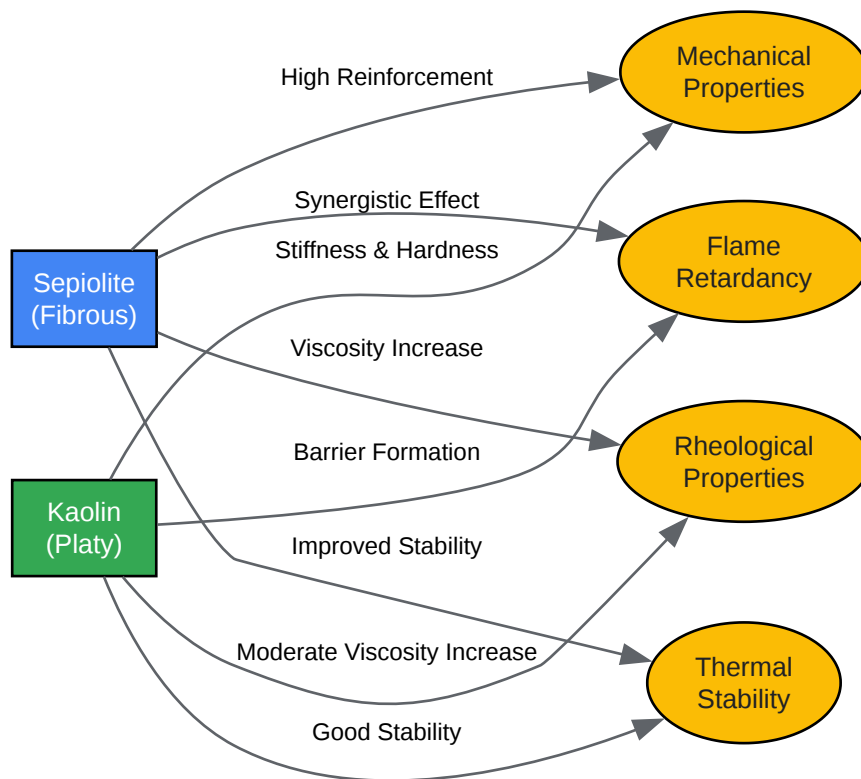 Mechanical
Properties
High Reinforcement
Synergistic Effect
Stiffness & Hardness
Flame
Retardancy
Sepiolite
(Fibrous)
Viscosity Increase
Barrier Formation
Rheological
Properties
Kaolin
(Platy)
Improved Stability
Moderate Viscosity Increase
Thermal
Stability
Good Stability